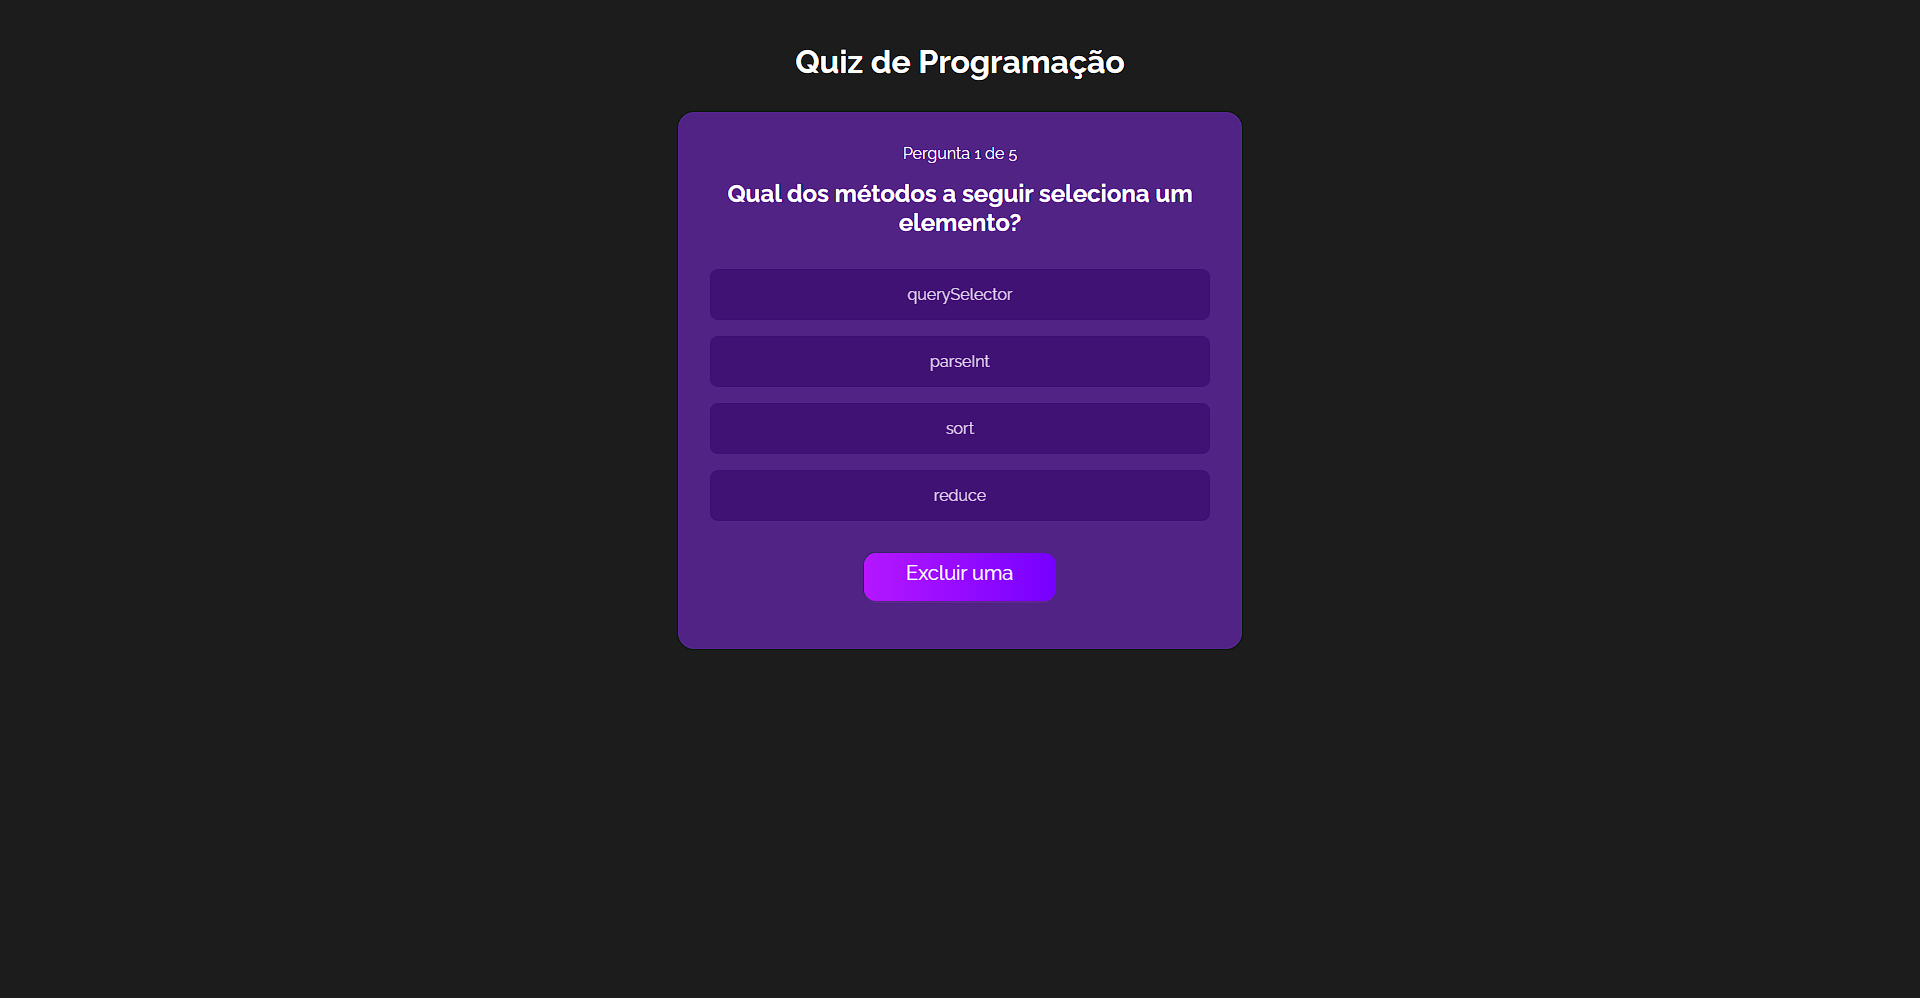 Quiz de Programação
Pergunta 1 de 5
Qual dos métodos a seguir seleciona um
elemento?
querySelector
parseInt
sort
reduce
Excluir uma